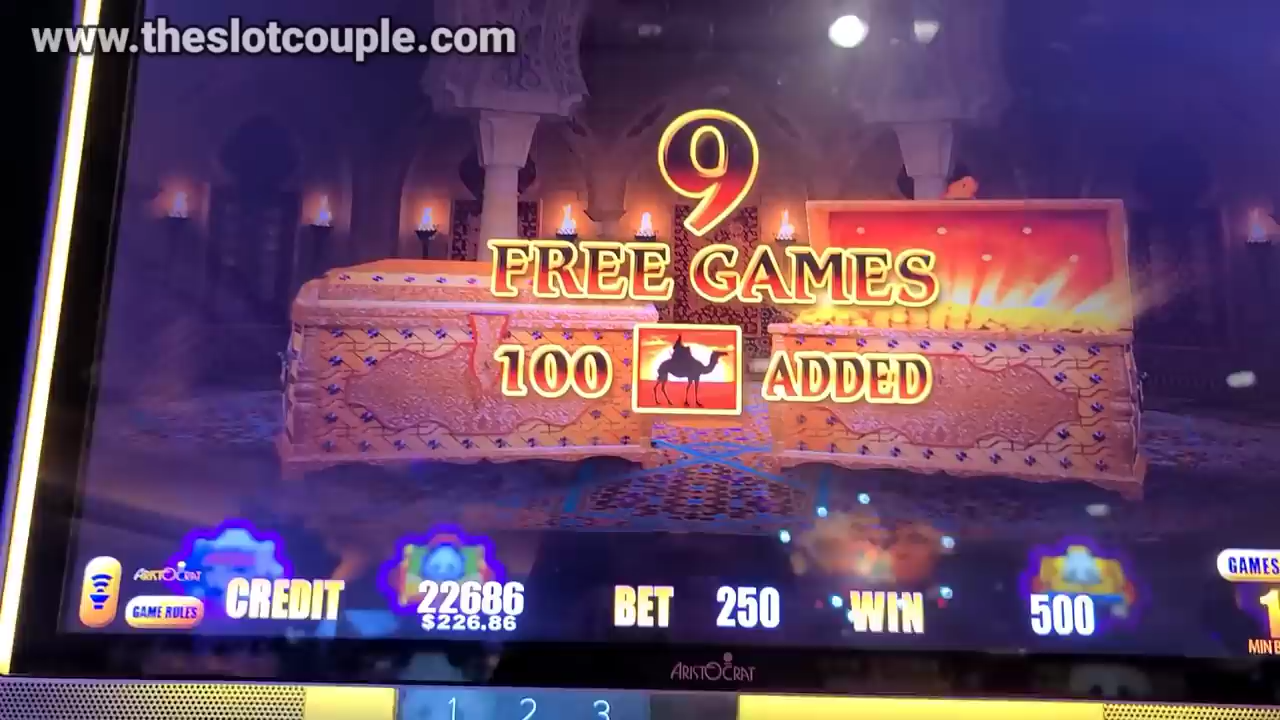 www.theslotcouple.com
9
FREE GAMES
100 ADDED
ARISTOCRAT
GAME RULES
CREDIT 22686
$226.86
BET 250
WIN 500
GAMES
ARISTOCRAT
1 2 3